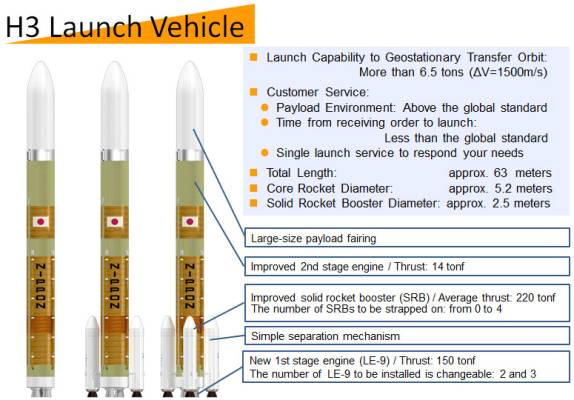 H3 Launch Vehicle
Launch Capability to Geostationary Transfer Orbit:
More than 6.5 tons (ΔV=1500m/s)
Customer Service:
Payload Environment: Above the global standard
Time from receiving order to launch:
Less than the global standard
Single launch service to respond your needs
Total Length: approx. 63 meters
Core Rocket Diameter: approx. 5.2 meters
Solid Rocket Booster Diameter: approx. 2.5 meters
Large-size payload fairing
Improved 2nd stage engine / Thrust: 14 tonf
Improved solid rocket booster (SRB) / Average thrust: 220 tonf
The number of SRBs to be strapped on: from 0 to 4
Simple separation mechanism
New 1st stage engine (LE-9) / Thrust: 150 tonf
The number of LE-9 to be installed is changeable: 2 and 3
NIPPON
NIPPON
NIPPON